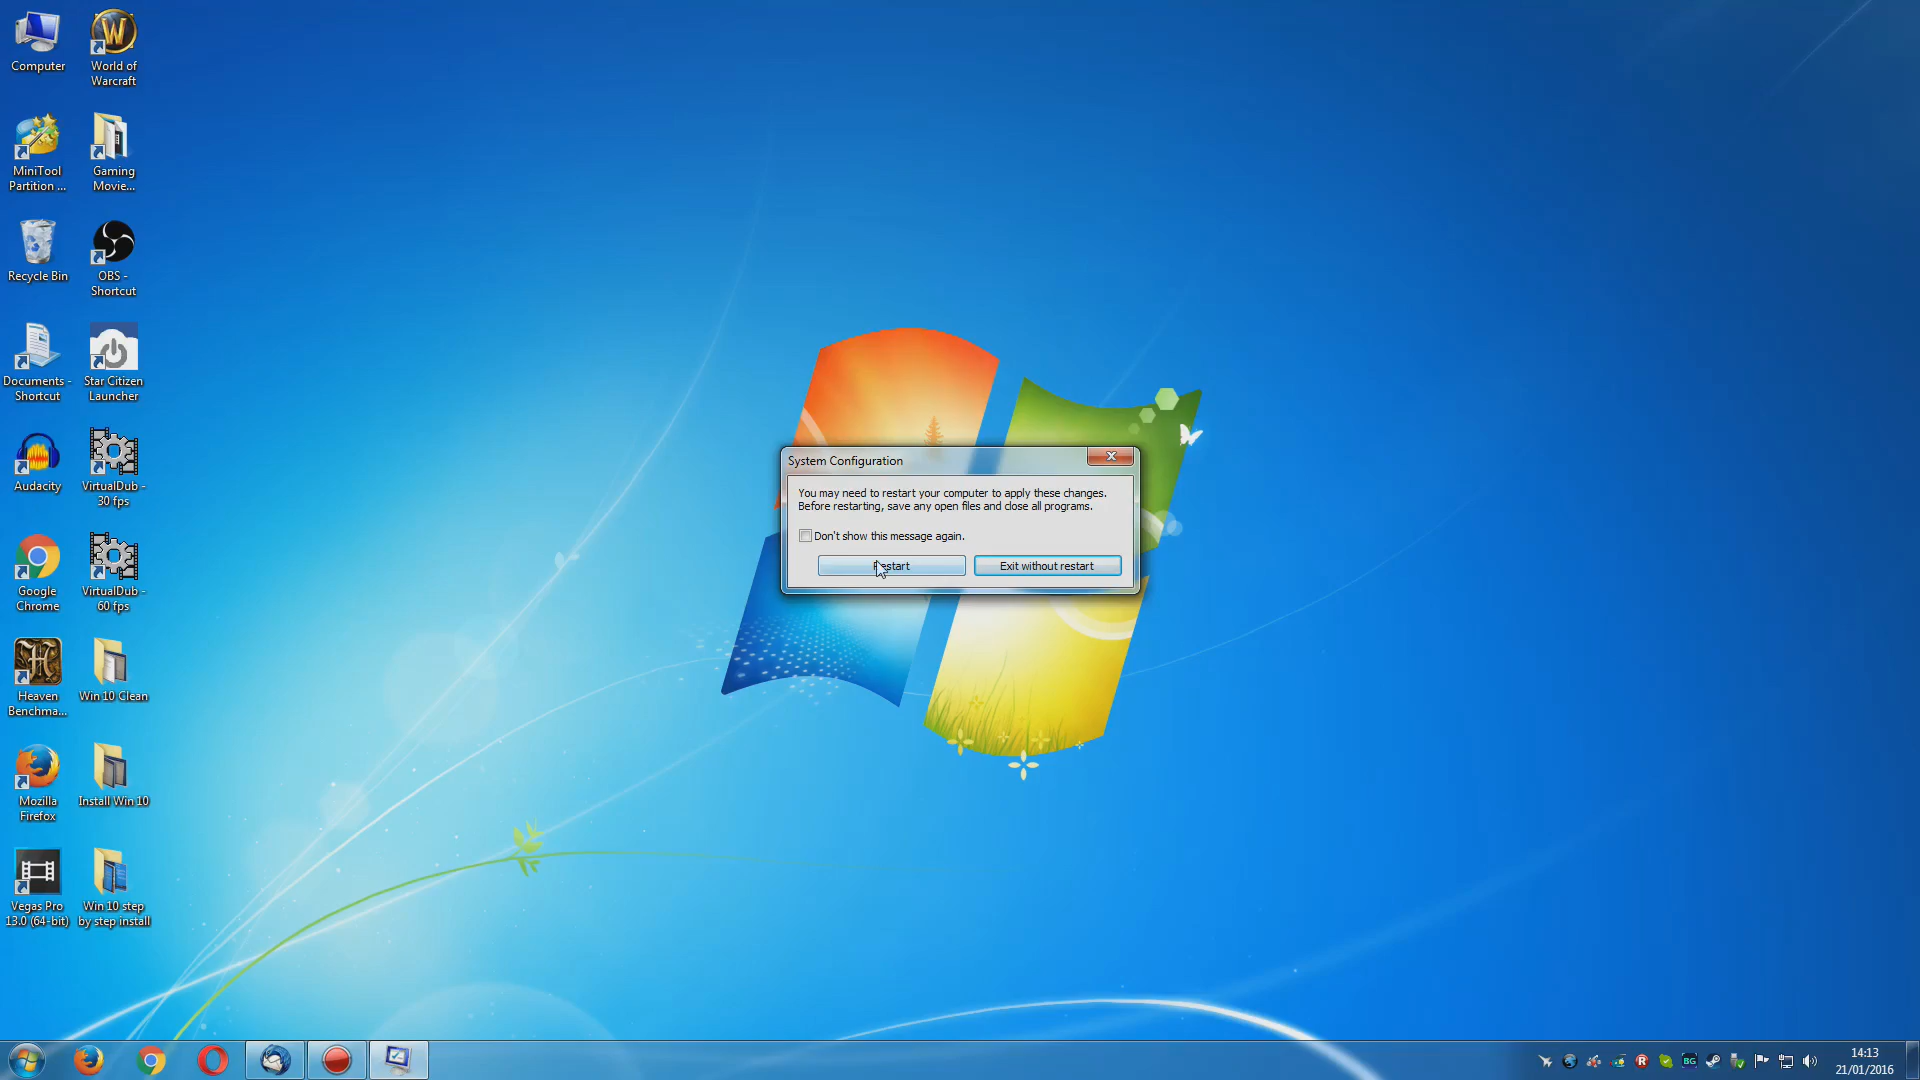 Computer
World of
Warcraft
MiniTool
Partition ...
Gaming
Movie...
Recycle Bin
OBS -
Shortcut
Documents -
Shortcut
Star Citizen
Launcher
Audacity
VirtualDub -
30 fps
Google
Chrome
VirtualDub -
60 fps
Heaven
Benchma...
Win 10 Clean
Mozilla
Firefox
Install Win 10
Vegas Pro
13.0 (64-bit)
Win 10 step
by step install
System Configuration
You may need to restart your computer to apply these changes.
Before restarting, save any open files and close all programs.
Don't show this message again.
Restart
Exit without restart
R
BG
14:13
21/01/2016